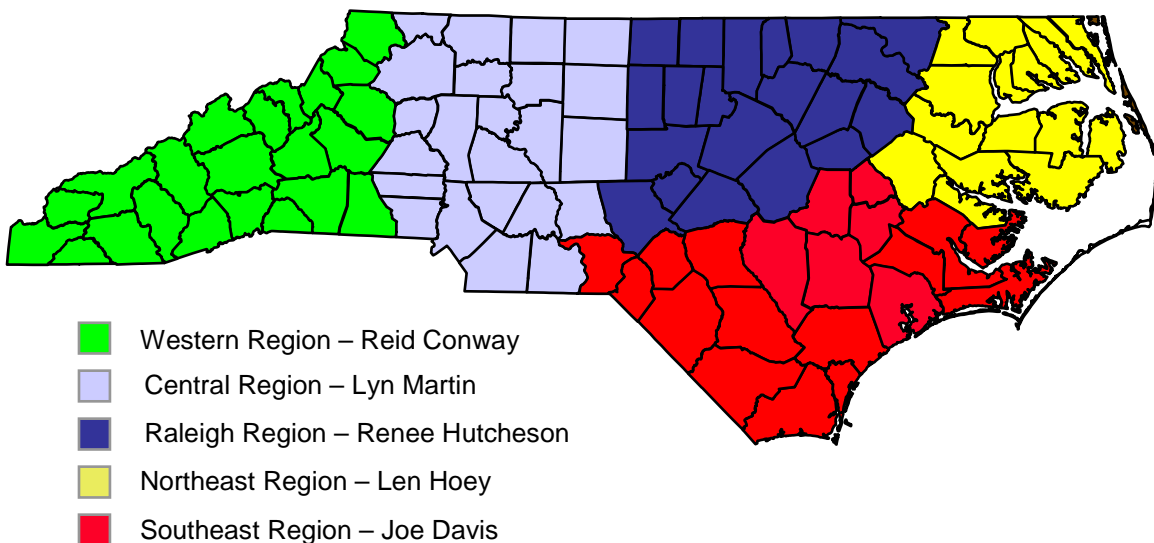 Western Region – Reid Conway
Central Region – Lyn Martin
Raleigh Region – Renee Hutcheson
Northeast Region – Len Hoey
Southeast Region – Joe Davis